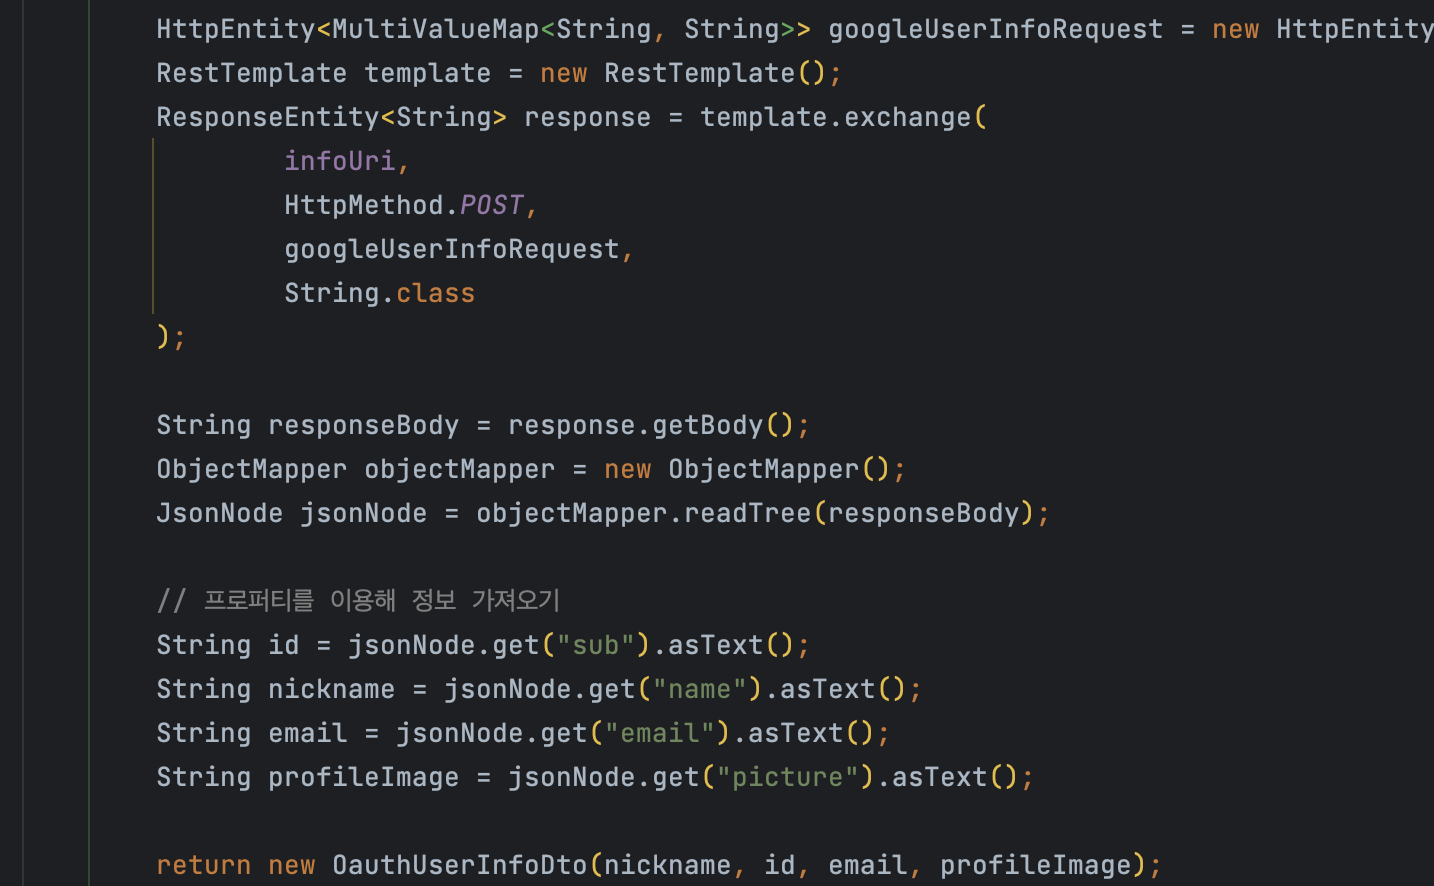 HttpEntity<MultiValueMap<String, String>> googleUserInfoRequest = new HttpEntity
RestTemplate template = new RestTemplate();
ResponseEntity<String> response = template.exchange(
infoUri,
HttpMethod.POST,
googleUserInfoRequest,
String.class
);
String responseBody = response.getBody();
ObjectMapper objectMapper = new ObjectMapper();
JsonNode jsonNode = objectMapper.readTree(responseBody);
// 프로퍼티를 이용해 정보 가져오기
String id = jsonNode.get("sub").asText();
String nickname = jsonNode.get("name").asText();
String email = jsonNode.get("email").asText();
String profileImage = jsonNode.get("picture").asText();
return new OauthUserInfoDto(nickname, id, email, profileImage);